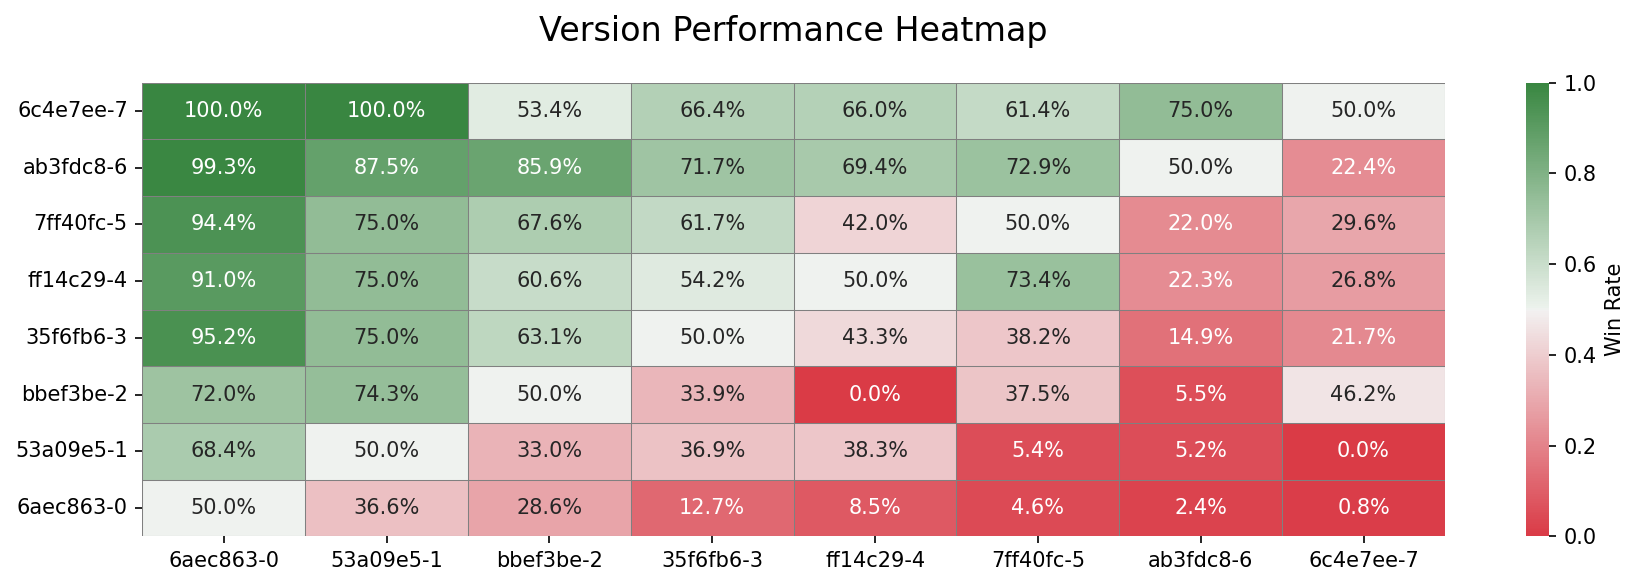 Version Performance Heatmap
6c4e7ee-7 100.0% 100.0% 53.4% 66.4% 66.0% 61.4% 75.0% 50.0%
ab3fdc8-6 99.3% 87.5% 85.9% 71.7% 69.4% 72.9% 50.0% 22.4%
7ff40fc-5 94.4% 75.0% 67.6% 61.7% 42.0% 50.0% 22.0% 29.6%
ff14c29-4 91.0% 75.0% 60.6% 54.2% 50.0% 73.4% 22.3% 26.8%
35f6fb6-3 95.2% 75.0% 63.1% 50.0% 43.3% 38.2% 14.9% 21.7%
bbef3be-2 72.0% 74.3% 50.0% 33.9% 0.0% 37.5% 5.5% 46.2%
53a09e5-1 68.4% 50.0% 33.0% 36.9% 38.3% 5.4% 5.2% 0.0%
6aec863-0 50.0% 36.6% 28.6% 12.7% 8.5% 4.6% 2.4% 0.8%
6aec863-0 53a09e5-1 bbef3be-2 35f6fb6-3 ff14c29-4 7ff40fc-5 ab3fdc8-6 6c4e7ee-7
1.0
0.8
0.6
0.4
0.2
0.0
Win Rate